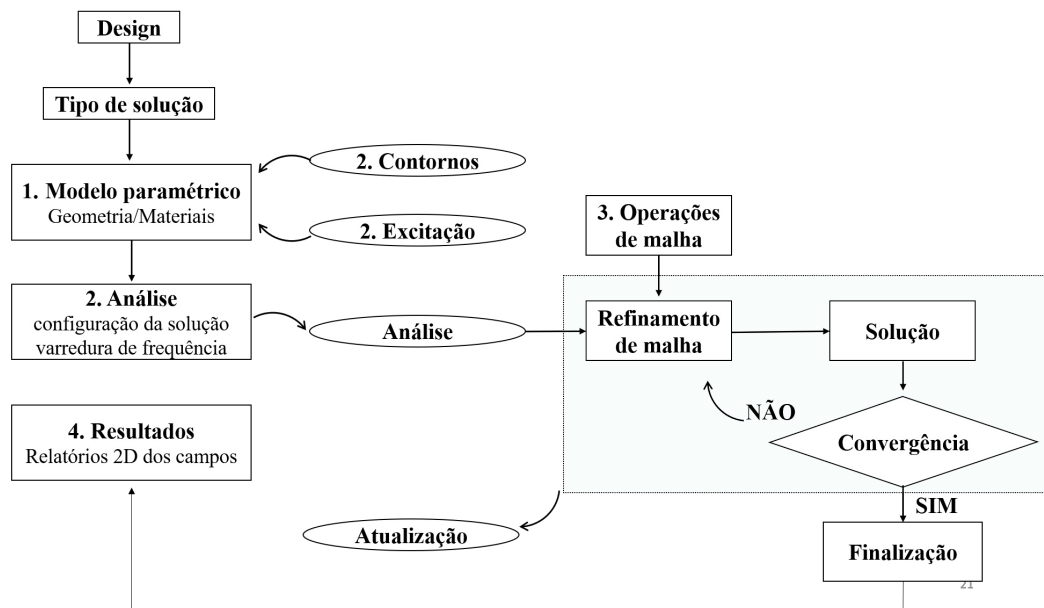 Design
Tipo de solução
1. Modelo paramétrico
Geometria/Materiais
2. Contornos
2. Excitação
2. Análise
configuração da solução
varredura de frequência
Análise
3. Operações
de malha
Refinamento
de malha
Solução
NÃO
Convergência
SIM
4. Resultados
Relatórios 2D dos campos
Atualização
Finalização
21